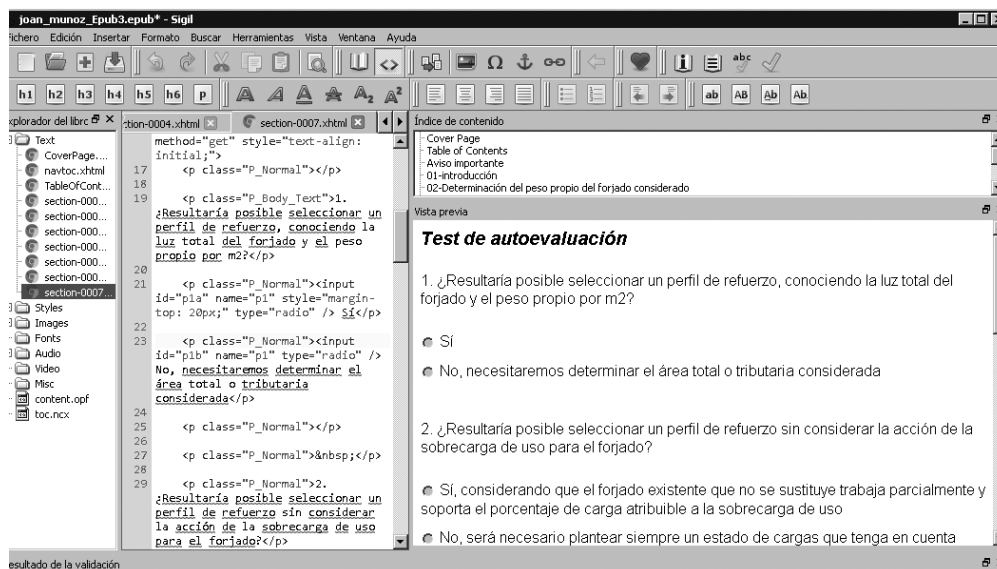 joan_munoz_Epub3.epub* - Sigil
Fichero Edición Insertar Formato Buscar Herramientas Vista Ventana Ayuda
abc
h1 h2 h3 h4 h5 h6 p A A A A₂ A² ab AB Ab Ab
xplorador del librc
Text
CoverPage....
navtoc.xhtml
TableOfCont...
section-000...
section-000...
section-000...
section-000...
section-000...
section-000...
section-0007...
Styles
Images
Fonts
Audio
Video
Misc
content.opf
toc.ncx
:tion-0004.xhtml section-0007.xhtml
method="get" style="text-align:
initial;">
17 <p class="P_Normal"></p>
18
19 <p class="P_Body_Text">1.
¿Resultaría posible seleccionar un
perfil de refuerzo, conociendo la
luz total del forjado y el peso
propio por m2?</p>
20
21 <p class="P_Normal"><input
id="p1a" name="p1" style="margin-
top: 20px;" type="radio" /> Sí</p>
22
23 <p class="P_Normal"><input
id="p1b" name="p1" type="radio" />
No, necesitaremos determinar el
área total o tributaria
considerada</p>
24
25 <p class="P_Normal"></p>
26
27 <p class="P_Normal">&nbsp;</p>
28
29 <p class="P_Normal">2.
¿Resultaría posible seleccionar un
perfil de refuerzo sin considerar
la acción de la sobrecarga de uso
para el forjado?</p>
Índice de contenido
Cover Page
Table of Contents
Aviso importante
01-introducción
02-Determinación del peso propio del forjado considerado
Vista previa
Test de autoevaluación
1. ¿Resultaría posible seleccionar un perfil de refuerzo, conociendo la luz total del
forjado y el peso propio por m2?
Sí
No, necesitaremos determinar el área total o tributaria considerada
2. ¿Resultaría posible seleccionar un perfil de refuerzo sin considerar la acción de la
sobrecarga de uso para el forjado?
Sí, considerando que el forjado existente que no se sustituye trabaja parcialmente y
soporta el porcentaje de carga atribuible a la sobrecarga de uso
No, será necesario plantear siempre un estado de cargas que tenga en cuenta
esultado de la validación